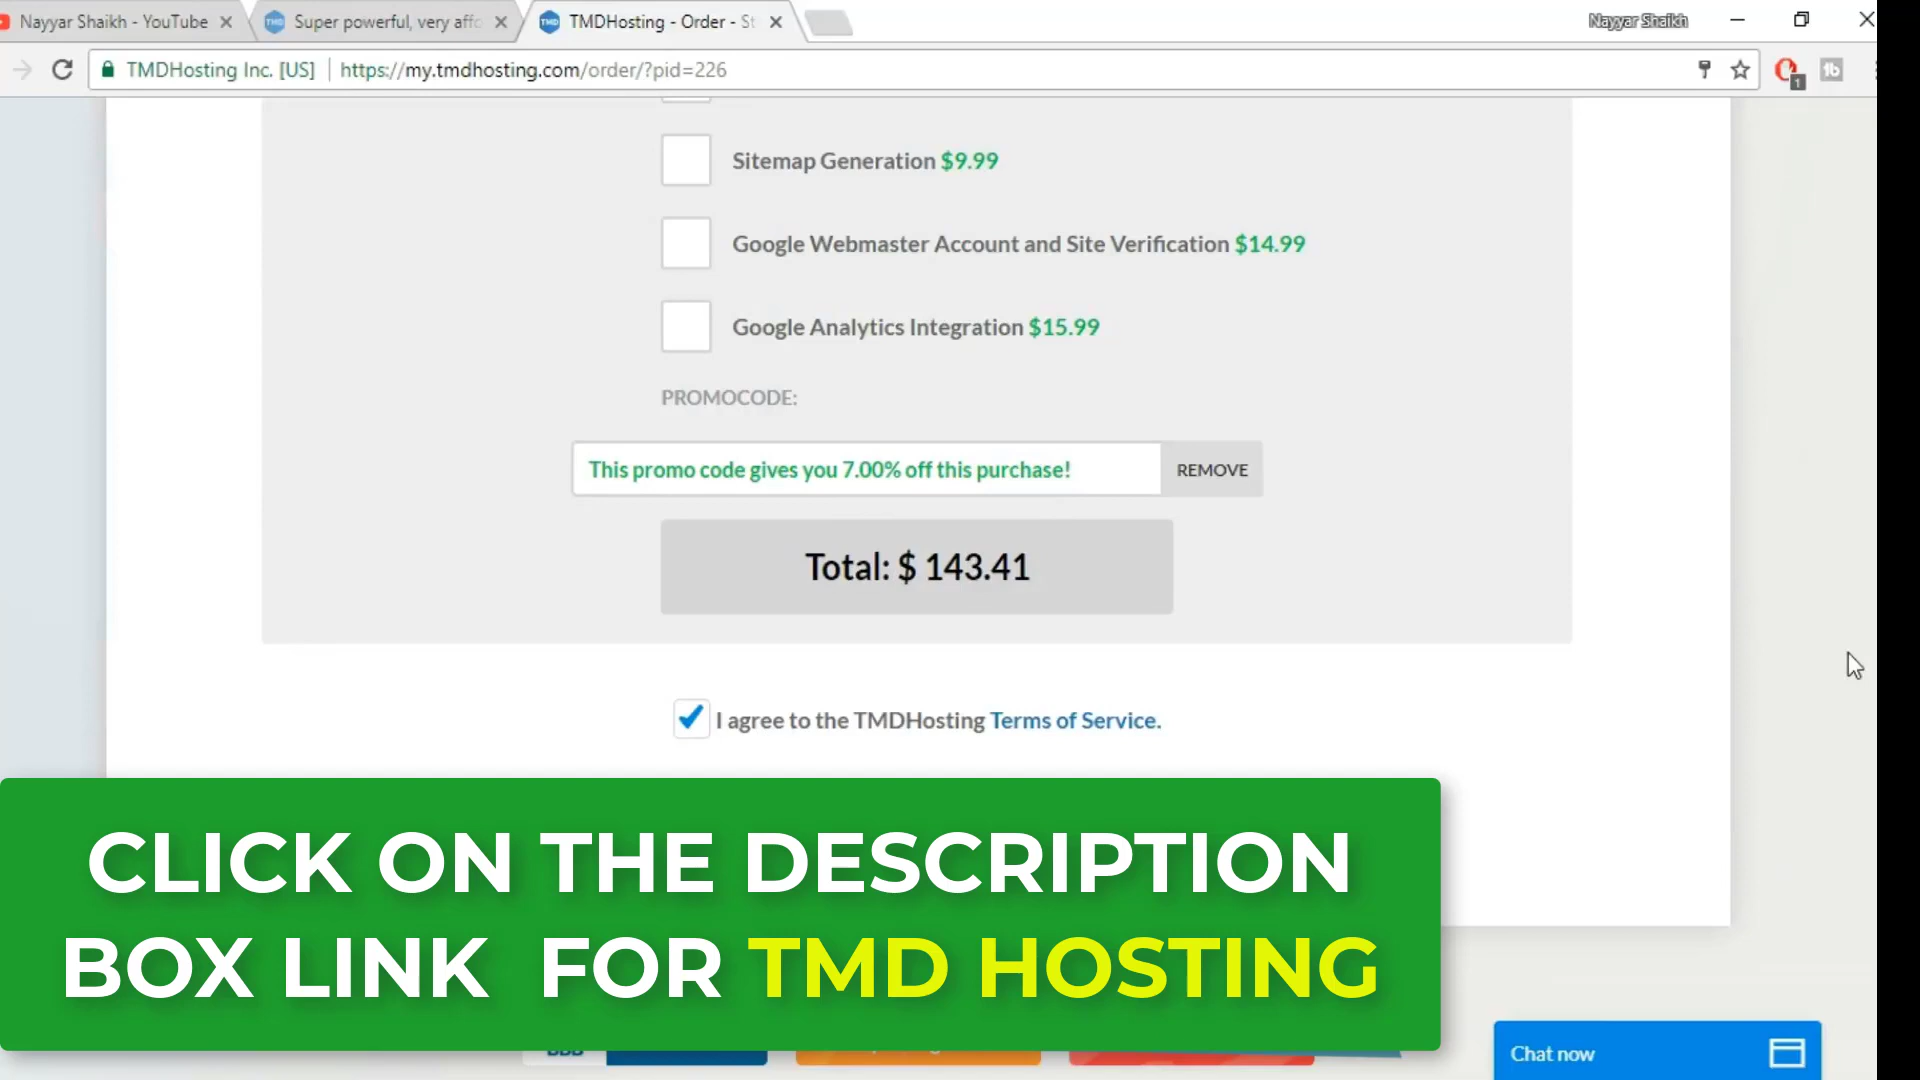 Nayyar Shaikh - YouTube
Super powerful, very affo
TMDHosting - Order - St
Nayyar Shaikh
TMDHosting Inc. [US]
https://my.tmdhosting.com/order/?pid=226
1
Sitemap Generation $9.99
Google Webmaster Account and Site Verification $14.99
Google Analytics Integration $15.99
PROMOCODE:
This promo code gives you 7.00% off this purchase!
REMOVE
Total: $ 143.41
I agree to the TMDHosting Terms of Service.
CLICK ON THE DESCRIPTION
BOX LINK FOR TMD HOSTING
Chat now